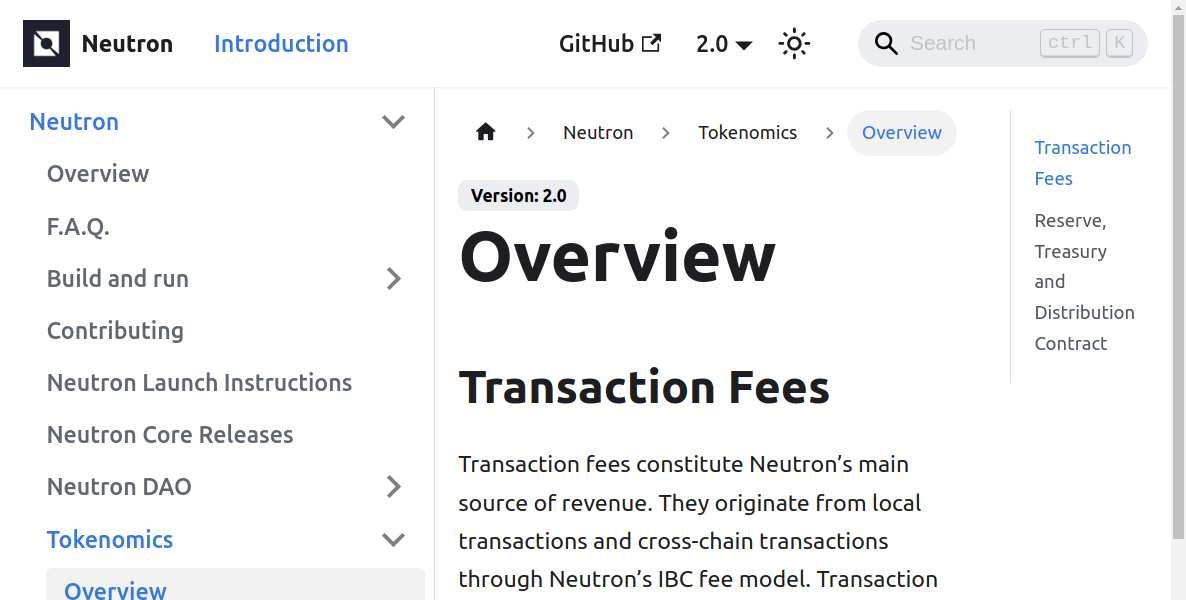 Neutron
Introduction
GitHub
2.0
Search
ctrl
K
Neutron
Overview
F.A.Q.
Build and run
Contributing
Neutron Launch Instructions
Neutron Core Releases
Neutron DAO
Tokenomics
Overview
Neutron
Tokenomics
Overview
Version: 2.0
Overview
Transaction Fees
Transaction fees constitute Neutron’s main
source of revenue. They originate from local
transactions and cross-chain transactions
through Neutron’s IBC fee model. Transaction
Transaction
Fees
Reserve,
Treasury
and
Distribution
Contract